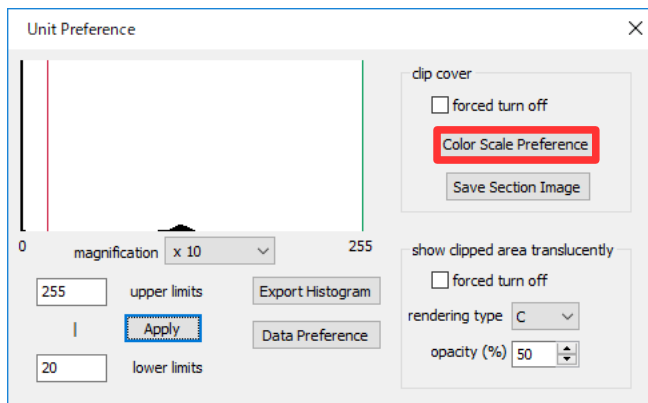 Unit Preference
0
255
magnification x 10
255 upper limits
| Apply
20 lower limits
Export Histogram
Data Preference
clip cover
forced turn off
Color Scale Preference
Save Section Image
show clipped area translucently
forced turn off
rendering type C
opacity (%) 50